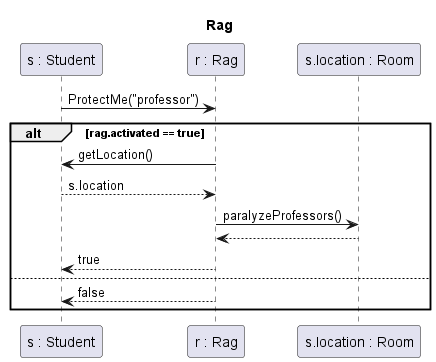 Rag
s : Student
r : Rag
s.location : Room
ProtectMe("professor")
alt
[rag.activated == true]
getLocation()
s.location
paralyzeProfessors()
true
false
s : Student
r : Rag
s.location : Room